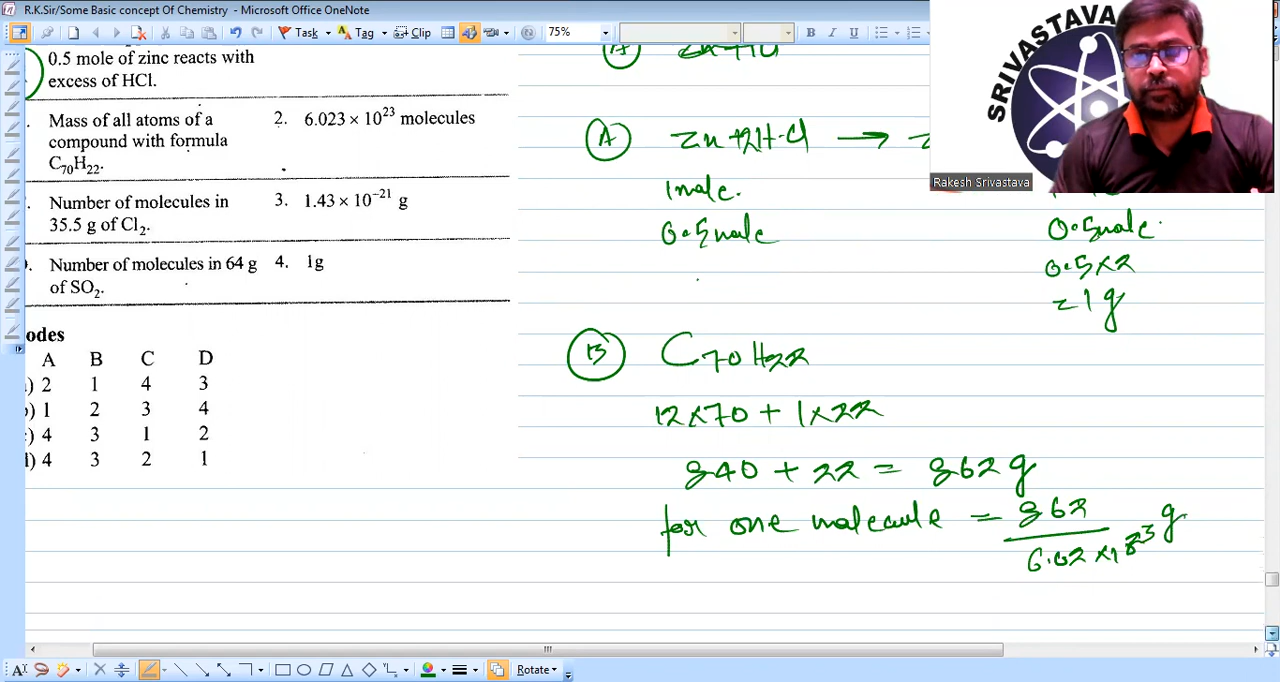 R.K.Sir/Some Basic concept Of Chemistry - Microsoft Office OneNote
Task Tag Clip 75% B I U
0.5 mole of zinc reacts with
excess of HCl.
Mass of all atoms of a
compound with formula
C70H22.
2. 6.023 × 10^23 molecules
Number of molecules in
35.5 g of Cl2.
3. 1.43 × 10^−21 g
Number of molecules in 64 g
of SO2.
4. 1g
odes
A B C D
) 2 1 4 3
) 1 2 3 4
) 4 3 1 2
) 4 3 2 1
A Zn + 2H-Cl →
1 mole.
0.5 mole
0.5 mole
0.5×2
= 1 g
B C70H22
12×70 + 1×22
840 + 22 = 862 g
for one molecule = 862 / 6.02 ×10^23 g
SRIVASTAVA
Rakesh Srivastava
Rotate